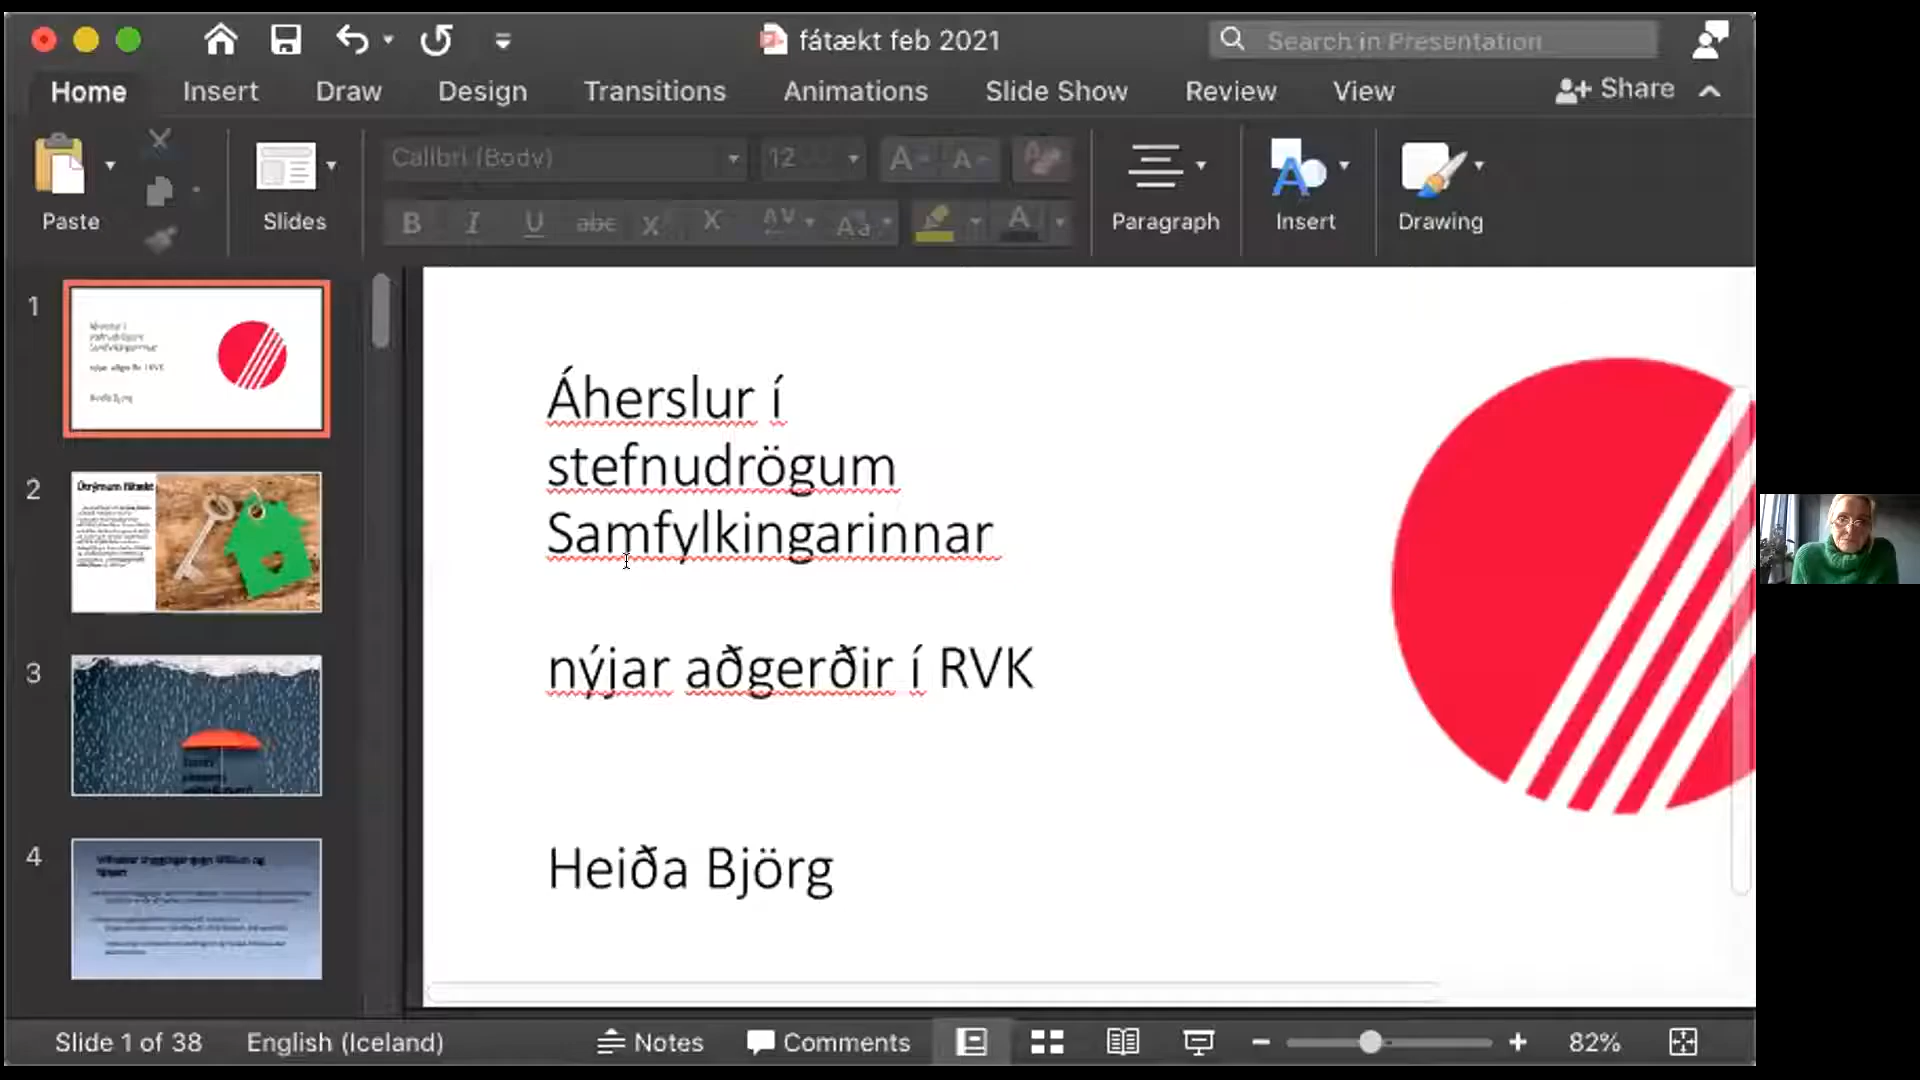 fátækt feb 2021
Search in Presentation
Home Insert Draw Design Transitions Animations Slide Show Review View Share
Calibri (Body) 12
Paste Slides Paragraph Insert Drawing
1
2
Útrýmum fátækt
3
4
Áherslur í
stefnudrögum
Samfylkingarinnar
nýjar aðgerðir í RVK
Heiða Björg
Slide 1 of 38 English (Iceland) Notes Comments 82%